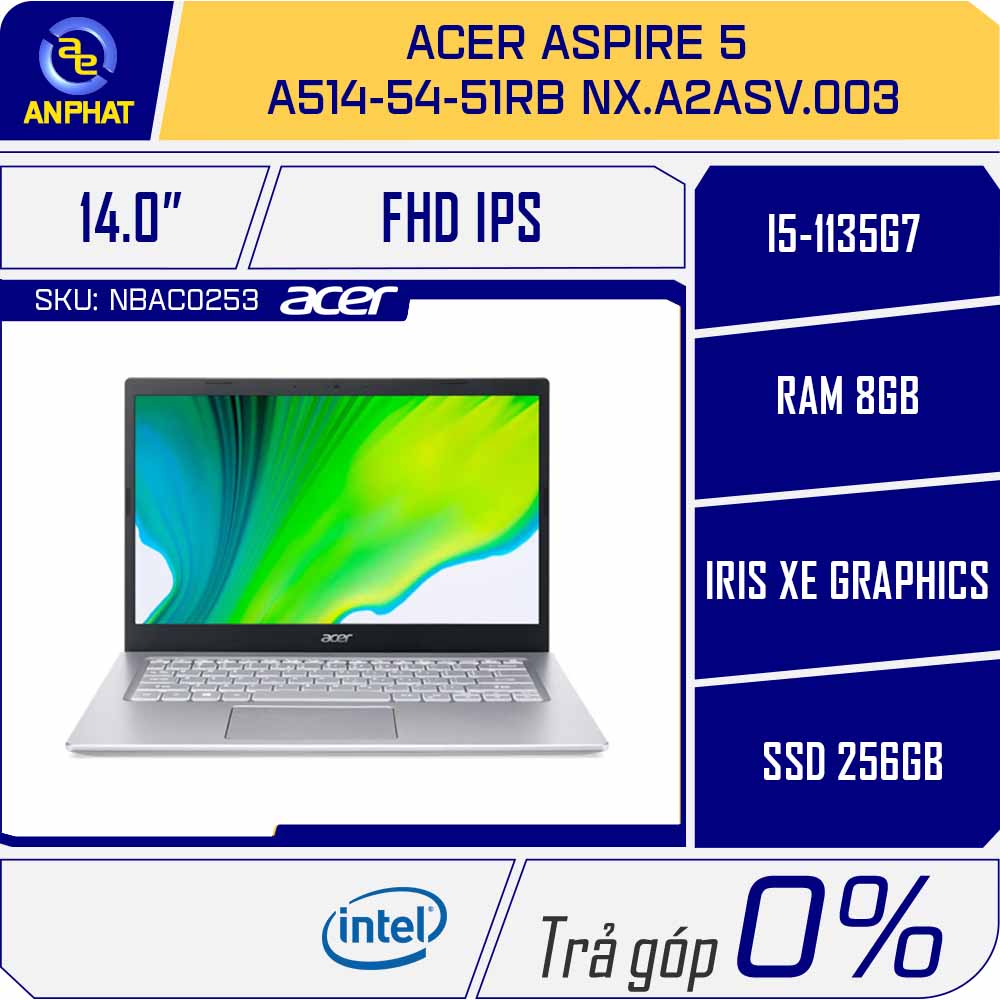 ae
ANPHAT
ACER ASPIRE 5
A514-54-51RB NX.A2ASV.003
14.0”
FHD IPS
I5-1135G7
SKU: NBAC0253 acer
RAM 8GB
IRIS XE GRAPHICS
acer
SSD 256GB
intel®
Trả góp 0%